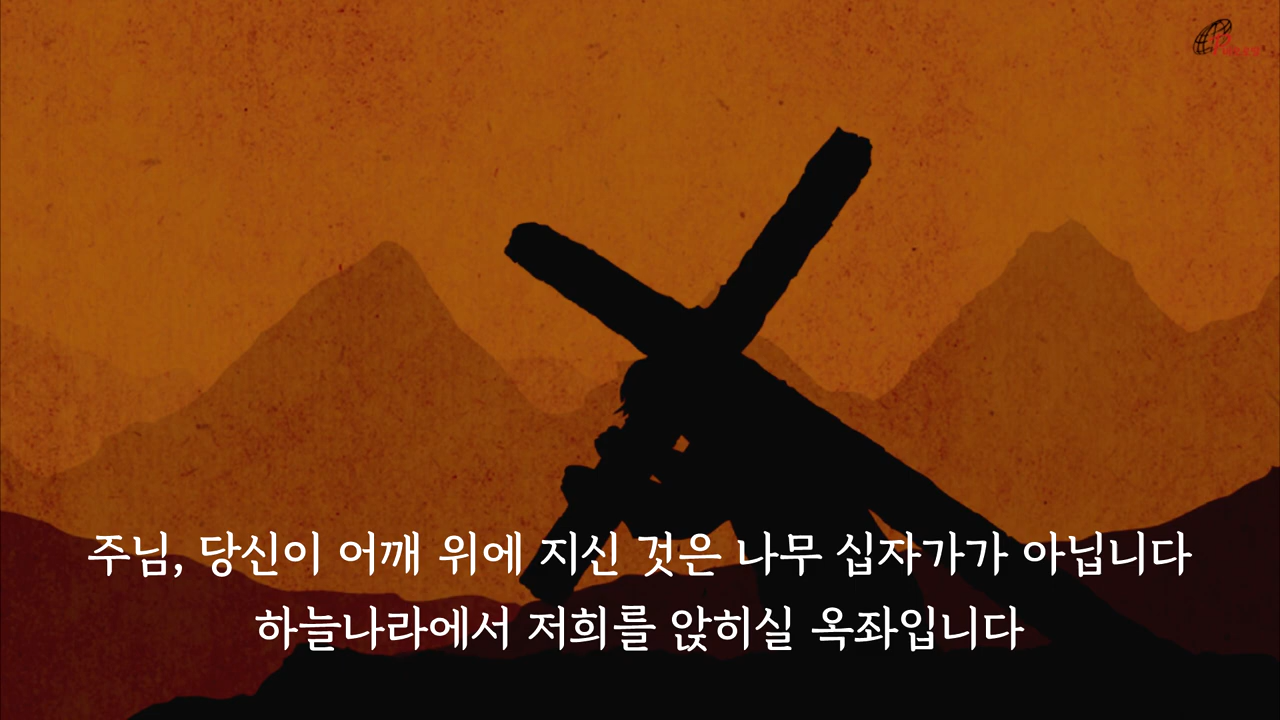 주님, 당신이 어깨 위에 지신 것은 나무 십자가가 아닙니다
하늘나라에서 저희를 앉히실 옥좌입니다